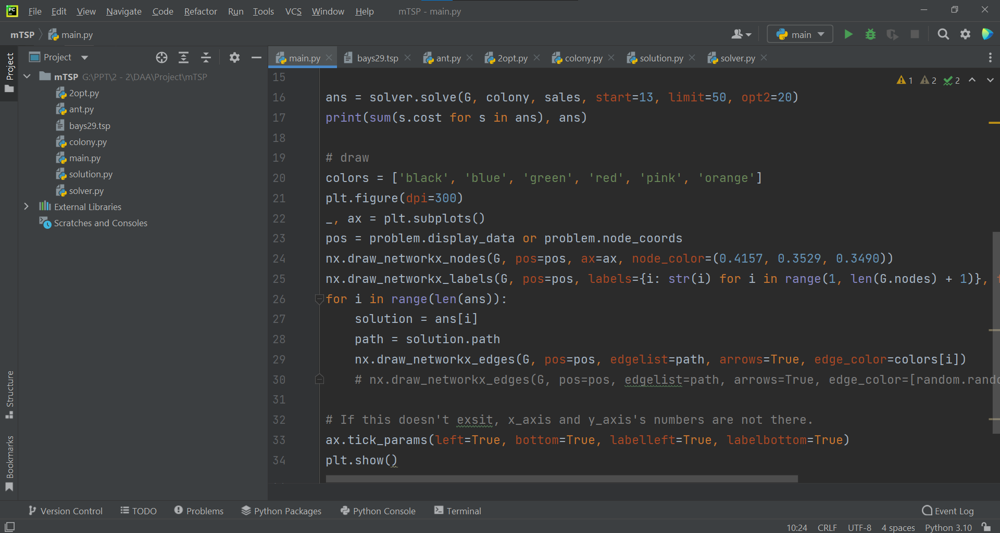 PC File Edit View Navigate Code Refactor Run Tools VCS Window Help mTSP - main.py
mTSP main.py main
Project
Project main.py bays29.tsp ant.py 2opt.py colony.py solution.py solver.py
mTSP G:\PPT\2 - 2\DAA\Project\mTSP
2opt.py
ant.py
bays29.tsp
colony.py
main.py
solution.py
solver.py
External Libraries
Scratches and Consoles
1 2 2
15
16 ans = solver.solve(G, colony, sales, start=13, limit=50, opt2=20)
17 print(sum(s.cost for s in ans), ans)
18
19 # draw
20 colors = ['black', 'blue', 'green', 'red', 'pink', 'orange']
21 plt.figure(dpi=300)
22 _, ax = plt.subplots()
23 pos = problem.display_data or problem.node_coords
24 nx.draw_networkx_nodes(G, pos=pos, ax=ax, node_color=(0.4157, 0.3529, 0.3490))
25 nx.draw_networkx_labels(G, pos=pos, labels={i: str(i) for i in range(1, len(G.nodes) + 1)},
26 for i in range(len(ans)):
27 solution = ans[i]
28 path = solution.path
29 nx.draw_networkx_edges(G, pos=pos, edgelist=path, arrows=True, edge_color=colors[i])
30 # nx.draw_networkx_edges(G, pos=pos, edgelist=path, arrows=True, edge_color=[random.rando
31
32 # If this doesn't exsit, x_axis and y_axis's numbers are not there.
33 ax.tick_params(left=True, bottom=True, labelleft=True, labelbottom=True)
34 plt.show()
Structure
Bookmarks
Version Control TODO Problems Python Packages Python Console Terminal Event Log
10:24 CRLF UTF-8 4 spaces Python 3.10